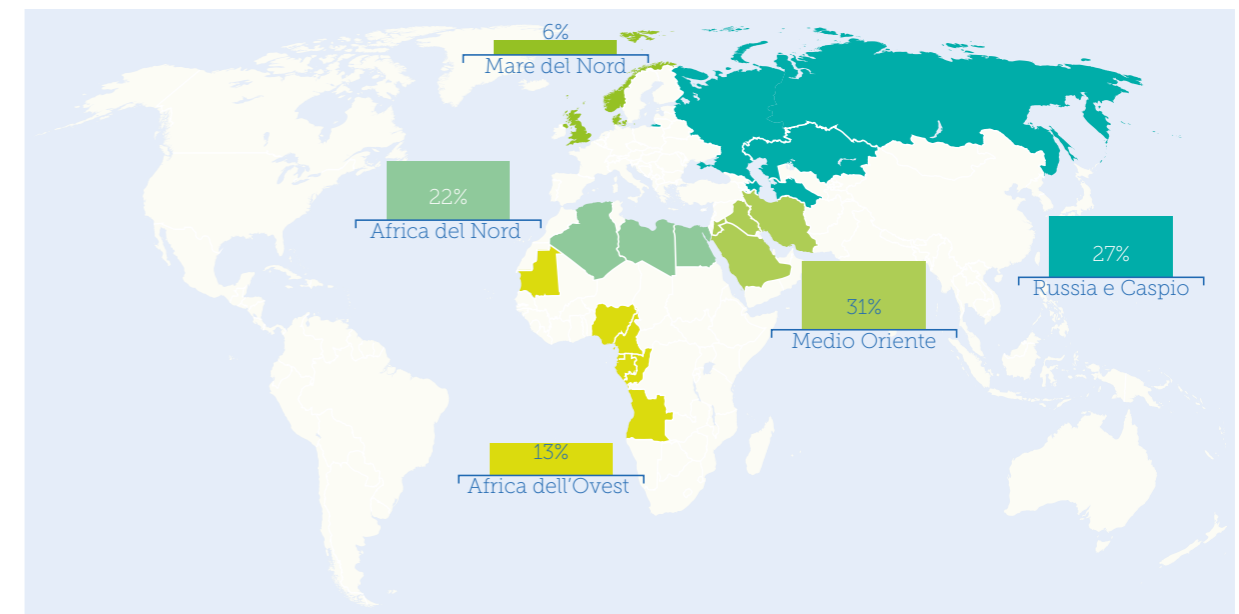 6%
Mare del Nord
22%
Africa del Nord
27%
Russia e Caspio
31%
Medio Oriente
13%
Africa dell'Ovest